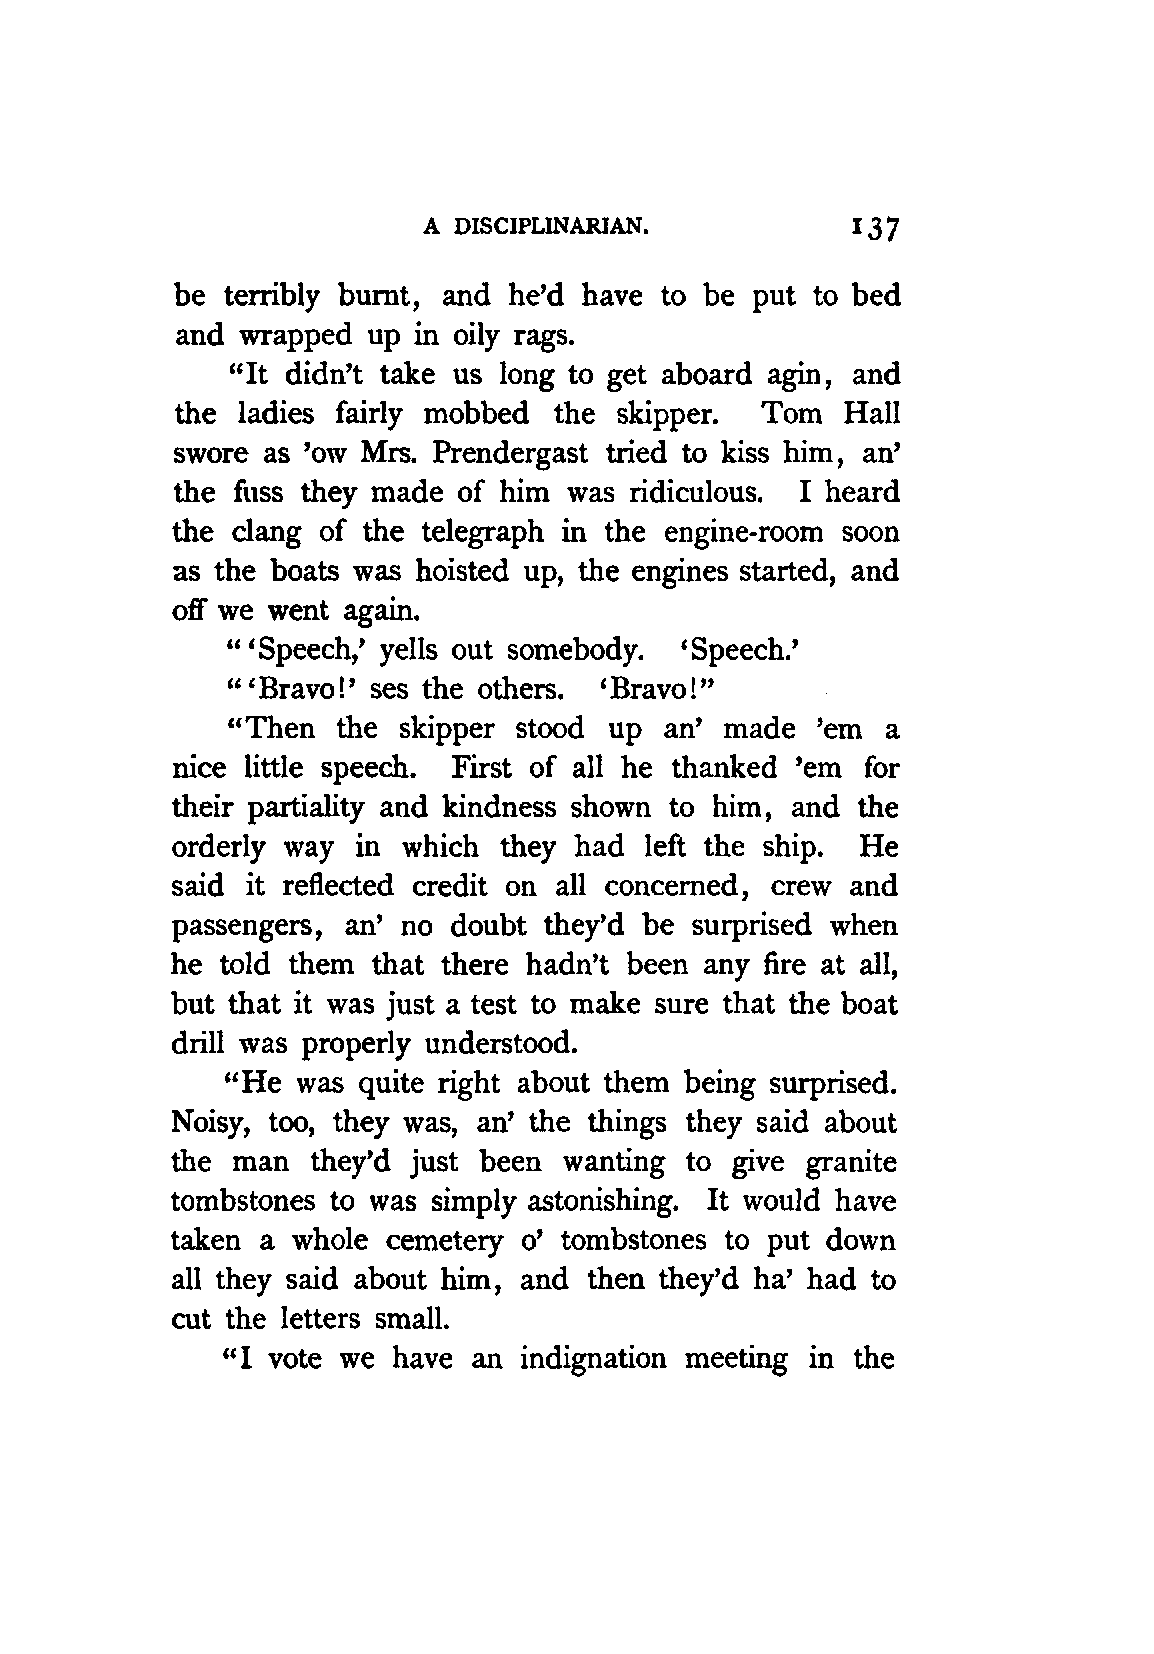 A DISCIPLINARIAN. 137
be terribly burnt, and he'd have to be put to bed
and wrapped up in oily rags.
“It didn't take us long to get aboard agin, and
the ladies fairly mobbed the skipper. Tom Hall
swore as 'ow Mrs. Prendergast tried to kiss him, an'
the fuss they made of him was ridiculous. I heard
the clang of the telegraph in the engine-room soon
as the boats was hoisted up, the engines started, and
off we went again.
“‘Speech,’ yells out somebody. ‘Speech.’
“‘Bravo!’ ses the others. ‘Bravo!”
“Then the skipper stood up an' made 'em a
nice little speech. First of all he thanked 'em for
their partiality and kindness shown to him, and the
orderly way in which they had left the ship. He
said it reflected credit on all concerned, crew and
passengers, an' no doubt they'd be surprised when
he told them that there hadn't been any fire at all,
but that it was just a test to make sure that the boat
drill was properly understood.
“He was quite right about them being surprised.
Noisy, too, they was, an' the things they said about
the man they'd just been wanting to give granite
tombstones to was simply astonishing. It would have
taken a whole cemetery o' tombstones to put down
all they said about him, and then they'd ha' had to
cut the letters small.
“I vote we have an indignation meeting in the